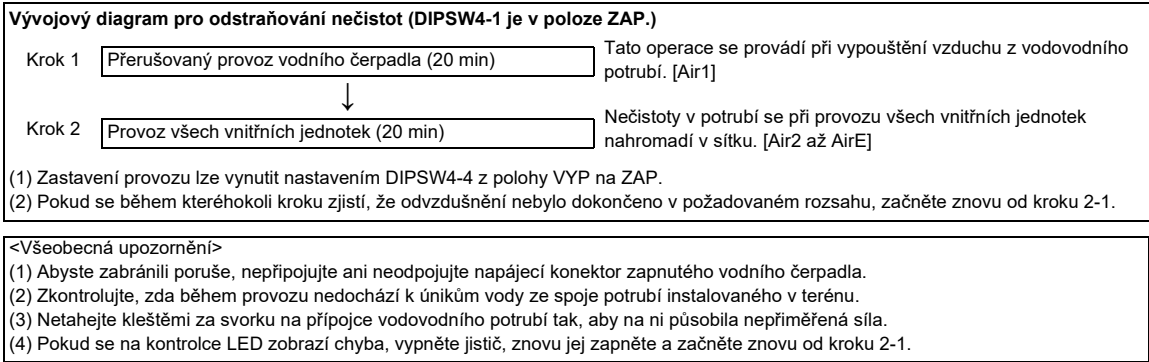 Vývojový diagram pro odstraňování nečistot (DIPSW4-1 je v poloze ZAP.)
Krok 1
Přerušovaný provoz vodního čerpadla (20 min)
Tato operace se provádí při vypouštění vzduchu z vodovodního
potrubí. [Air1]
↓
Krok 2
Provoz všech vnitřních jednotek (20 min)
Nečistoty v potrubí se při provozu všech vnitřních jednotek
nahromadí v sítku. [Air2 až AirE]
(1) Zastavení provozu lze vynutit nastavením DIPSW4-4 z polohy VYP na ZAP.
(2) Pokud se během kteréhokoli kroku zjistí, že odvzdušnění nebylo dokončeno v požadovaném rozsahu, začněte znovu od kroku 2-1.
<Všeobecná upozornění>
(1) Abyste zabránili poruše, nepřipojujte ani neodpojujte napájecí konektor zapnutého vodního čerpadla.
(2) Zkontrolujte, zda během provozu nedochází k únikům vody ze spoje potrubí instalovaného v terénu.
(3) Netahejte kleštěmi za svorku na přípojce vodovodního potrubí tak, aby na ni působila nepřiměřená síla.
(4) Pokud se na kontrolce LED zobrazí chyba, vypněte jistič, znovu jej zapněte a začněte znovu od kroku 2-1.